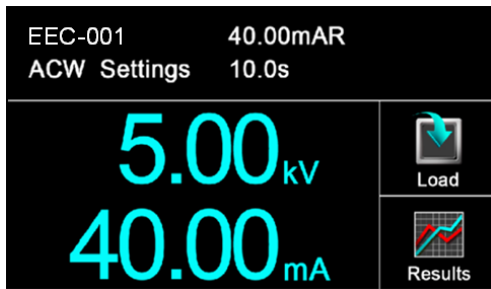 EEC-001 40.00mAR
ACW Settings 10.0s
5.00kV
Load
40.00mA
Results